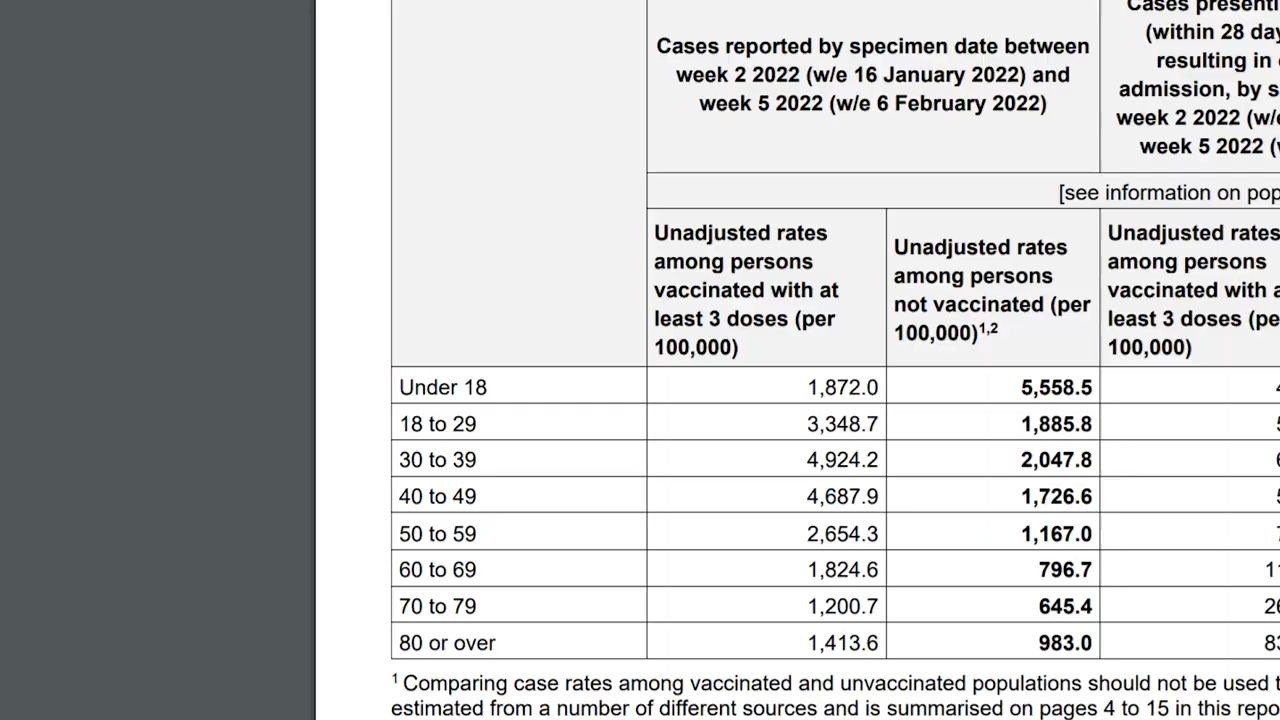 Cases reported by specimen date between
week 2 2022 (w/e 16 January 2022) and
week 5 2022 (w/e 6 February 2022)
Cases presenti
(within 28 day
resulting in
admission, by s
week 2 2022 (w/e
week 5 2022 (
[see information on pop
Unadjusted rates
among persons
vaccinated with at
least 3 doses (per
100,000)
Unadjusted rates
among persons
not vaccinated (per
100,000)1,2
Unadjusted rates
among persons
vaccinated with a
least 3 doses (pe
100,000)
Under 18 1,872.0 5,558.5
18 to 29 3,348.7 1,885.8
30 to 39 4,924.2 2,047.8
40 to 49 4,687.9 1,726.6
50 to 59 2,654.3 1,167.0
60 to 69 1,824.6 796.7 11
70 to 79 1,200.7 645.4 26
80 or over 1,413.6 983.0 83
1 Comparing case rates among vaccinated and unvaccinated populations should not be used t
estimated from a number of different sources and is summarised on pages 4 to 15 in this repo